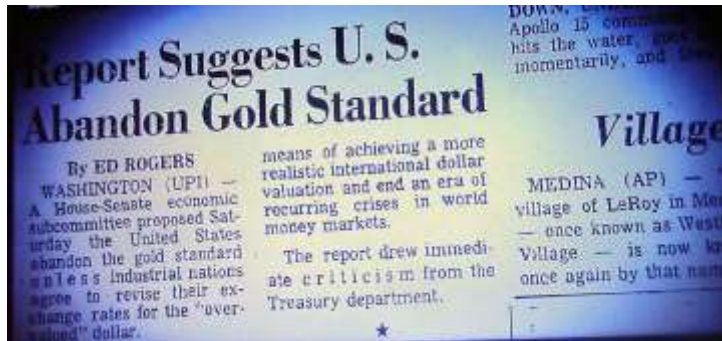 Report Suggests U. S.
Abandon Gold Standard
By ED ROGERS
WASHINGTON (UPI) —
A House-Senate economic
subcommittee proposed Sat-
urday the United States
abandon the gold standard
unless industrial nations
agree to revise their ex-
change rates for the "over-
valued" dollar.
means of achieving a more
realistic international dollar
valuation and end an era of
recurring crises in world
money markets.
The report drew immedi-
ate criticism from the
Treasury department.
★
DOWN,
Apollo 15
hits the water,
momentarily, and
Village
MEDINA (AP) —
village of LeRoy in
— once known as West
Village — is now
once again by that